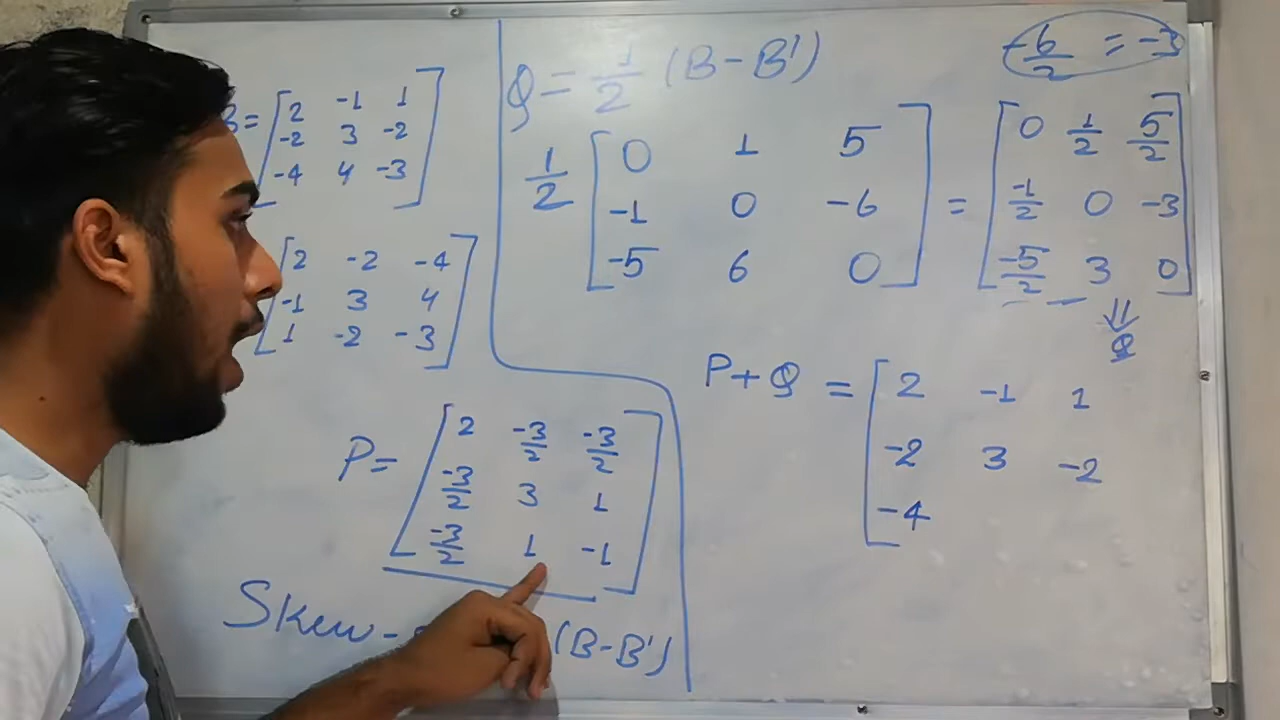 B = [ 2 -1 1
-2 3 -2
-4 4 -3 ]
[ 2 -2 -4
-1 3 4
1 -2 -3 ]
P = [ 2 -3/2 -3/2
-3/2 3 1
-3/2 1 -1 ]
Skew- (B-B')
Q = 1/2 (B-B')
-6/2 = -3
1/2 [ 0 1 5
-1 0 -6
-5 6 0 ]
= [ 0 1/2 5/2
-1/2 0 -3
-5/2 3 0 ]
⇓
Q
P+Q = [ 2 -1 1
-2 3 -2
-4